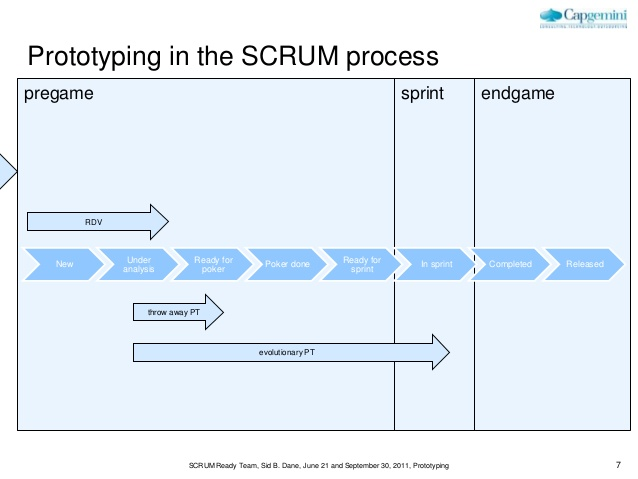 Capgemini
CONSULTING.TECHNOLOGY.OUTSOURCING
Prototyping in the SCRUM process
pregame
sprint
endgame
RDV
New
Under
analysis
Ready for
poker
Poker done
Ready for
sprint
In sprint
Completed
Released
throw away PT
evolutionary PT
SCRUM Ready Team, Sid B. Dane, June 21 and September 30, 2011, Prototyping
7